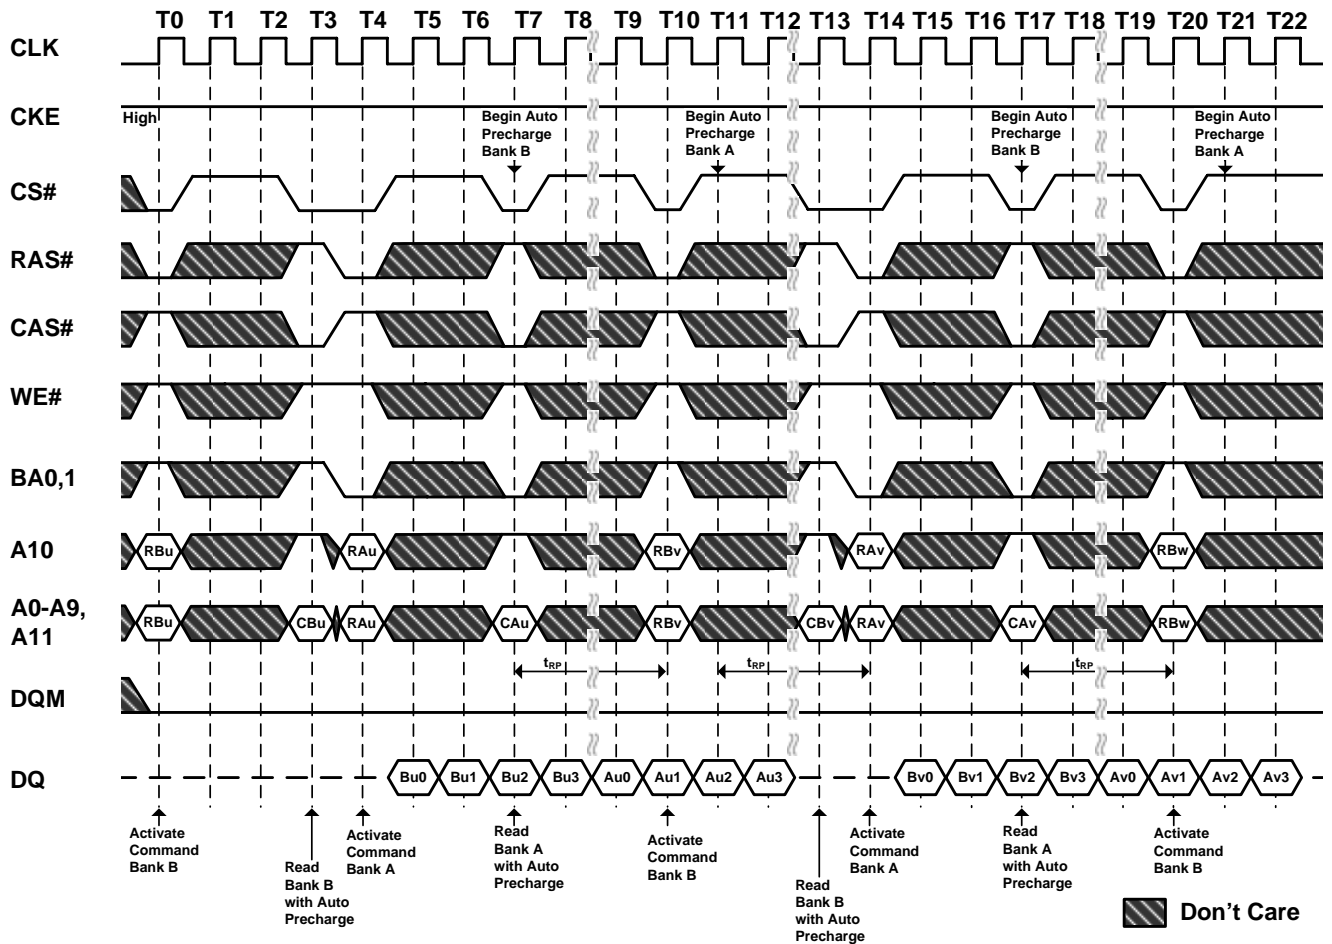 T0 T1 T2 T3 T4 T5 T6 T7 T8 T9 T10 T11 T12 T13 T14 T15 T16 T17 T18 T19 T20 T21 T22
CLK
CKE
High
Begin Auto
Precharge
Bank B
Begin Auto
Precharge
Bank A
Begin Auto
Precharge
Bank B
Begin Auto
Precharge
Bank A
CS#
RAS#
CAS#
WE#
BA0,1
A10
RBu RAu RBv RAv RBw
A0-A9,
A11
RBu CBu RAu CAu RBv CBv RAv CAv RBw
tRP tRP tRP
DQM
DQ
Bu0 Bu1 Bu2 Bu3 Au0 Au1 Au2 Au3 Bv0 Bv1 Bv2 Bv3 Av0 Av1 Av2 Av3
Activate
Command
Bank B
Read
Bank B
with Auto
Precharge
Activate
Command
Bank A
Read
Bank A
with Auto
Precharge
Activate
Command
Bank B
Read
Bank B
with Auto
Precharge
Activate
Command
Bank A
Read
Bank A
with Auto
Precharge
Activate
Command
Bank B
Don't Care